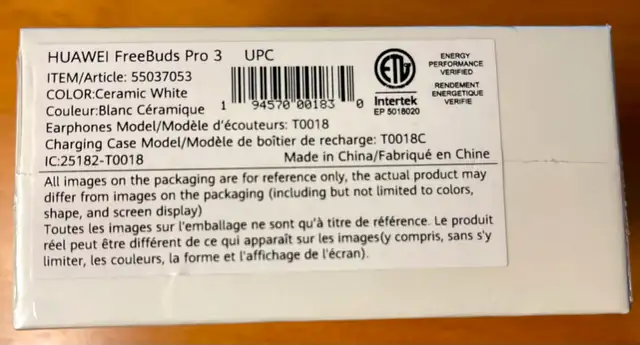 HUAWEI FreeBuds Pro 3 UPC
ITEM/Article: 55037053
COLOR:Ceramic White
Couleur:Blanc Céramique
1 94570 00183 0
ETL
Intertek
EP 5018020
ENERGY
PERFORMANCE
VERIFIED
RENDEMENT
ENERGETIQUE
VERIFIE
Earphones Model/Modèle d'écouteurs: T0018
Charging Case Model/Modèle de boîtier de recharge: T0018C
IC:25182-T0018 Made in China/Fabriqué en Chine
All images on the packaging are for reference only, the actual product may
differ from images on the packaging (including but not limited to colors,
shape, and screen display)
Toutes les images sur l'emballage ne sont qu'à titre de référence. Le produit
réel peut être différent de ce qui apparaît sur les images(y compris, sans s'y
limiter, les couleurs, la forme et l'affichage de l'écran).